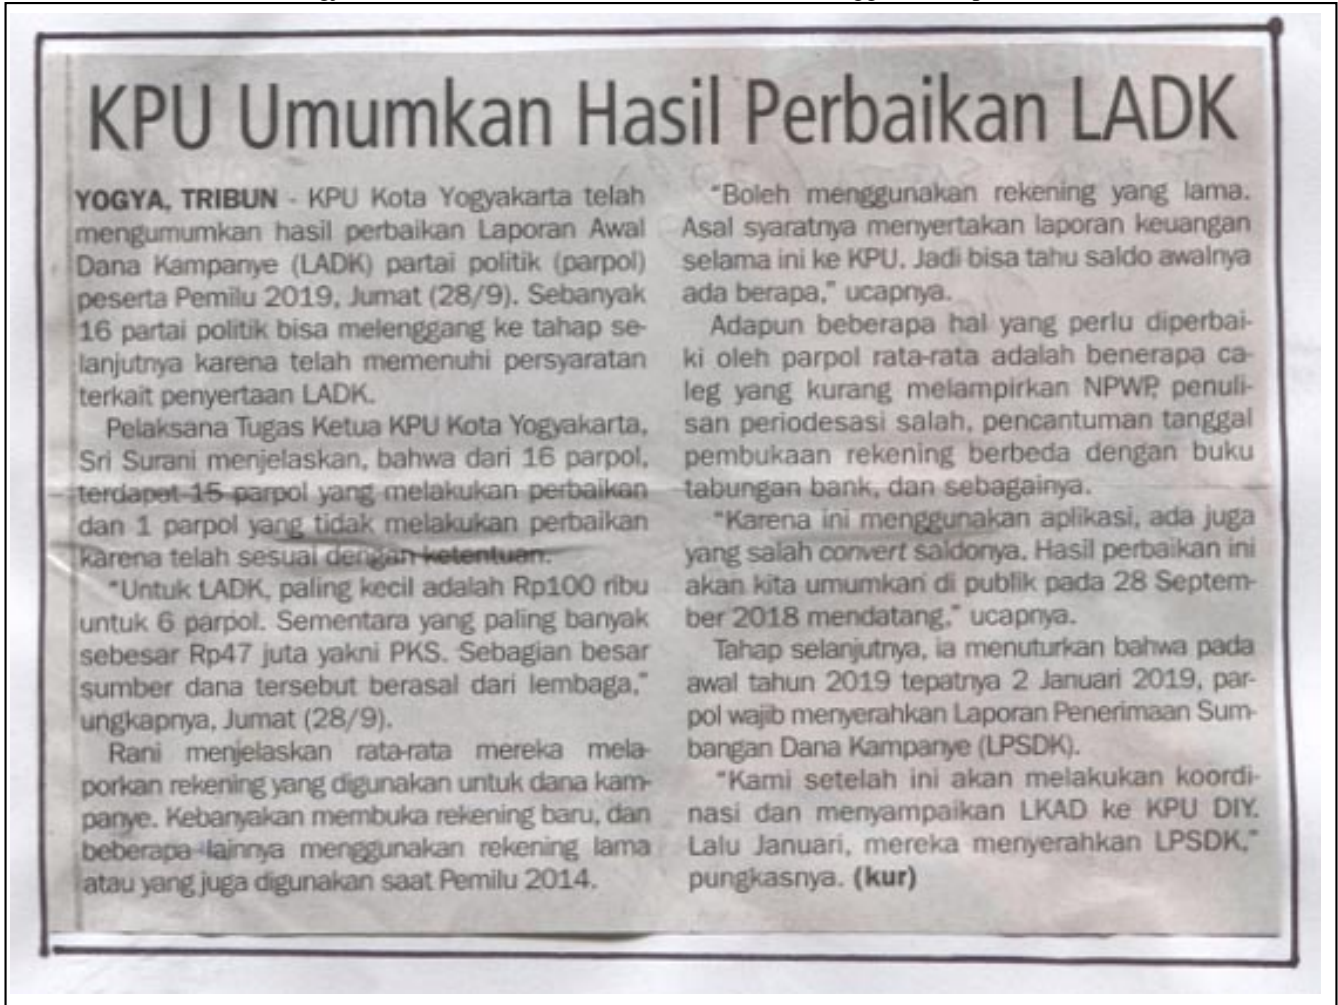 KPU Umumkan Hasil Perbaikan LADK
YOGYA, TRIBUN - KPU Kota Yogyakarta telah
mengumumkan hasil perbaikan Laporan Awal
Dana Kampanye (LADK) partai politik (parpol)
peserta Pemilu 2019, Jumat (28/9). Sebanyak
16 partai politik bisa melenggang ke tahap se-
lanjutnya karena telah memenuhi persyaratan
terkait penyertaan LADK.
Pelaksana Tugas Ketua KPU Kota Yogyakarta,
Sri Surani menjelaskan, bahwa dari 16 parpol,
terdapat 15 parpol yang melakukan perbaikan
dan 1 parpol yang tidak melakukan perbaikan
karena telah sesuai dengan ketentuan.
"Untuk LADK, paling kecil adalah Rp100 ribu
untuk 6 parpol. Sementara yang paling banyak
sebesar Rp47 juta yakni PKS. Sebagian besar
sumber dana tersebut berasal dari lembaga,"
ungkapnya, Jumat (28/9).
Rani menjelaskan rata-rata mereka mela-
porkan rekening yang digunakan untuk dana kam-
panye. Kebanyakan membuka rekening baru, dan
beberapa lainnya menggunakan rekening lama
atau yang juga digunakan saat Pemilu 2014.
"Boleh menggunakan rekening yang lama.
Asal syaratnya menyertakan laporan keuangan
selama ini ke KPU. Jadi bisa tahu saldo awalnya
ada berapa," ucapnya.
Adapun beberapa hal yang perlu diperbai-
ki oleh parpol rata-rata adalah benerapa ca-
leg yang kurang melampirkan NPWP, penuli-
san periodesasi salah, pencantuman tanggal
pembukaan rekening berbeda dengan buku
tabungan bank, dan sebagainya.
"Karena ini menggunakan aplikasi, ada juga
yang salah convert saldonya. Hasil perbaikan ini
akan kita umumkan di publik pada 28 Septem-
ber 2018 mendatang," ucapnya.
Tahap selanjutnya, ia menuturkan bahwa pada
awal tahun 2019 tepatnya 2 Januari 2019, par-
pol wajib menyerahkan Laporan Penerimaan Sum-
bangan Dana Kampanye (LPSDK).
"Kami setelah ini akan melakukan koordi-
nasi dan menyampaikan LKAD ke KPU DIY.
Lalu Januari, mereka menyerahkan LPSDK,"
pungkasnya. (kur)